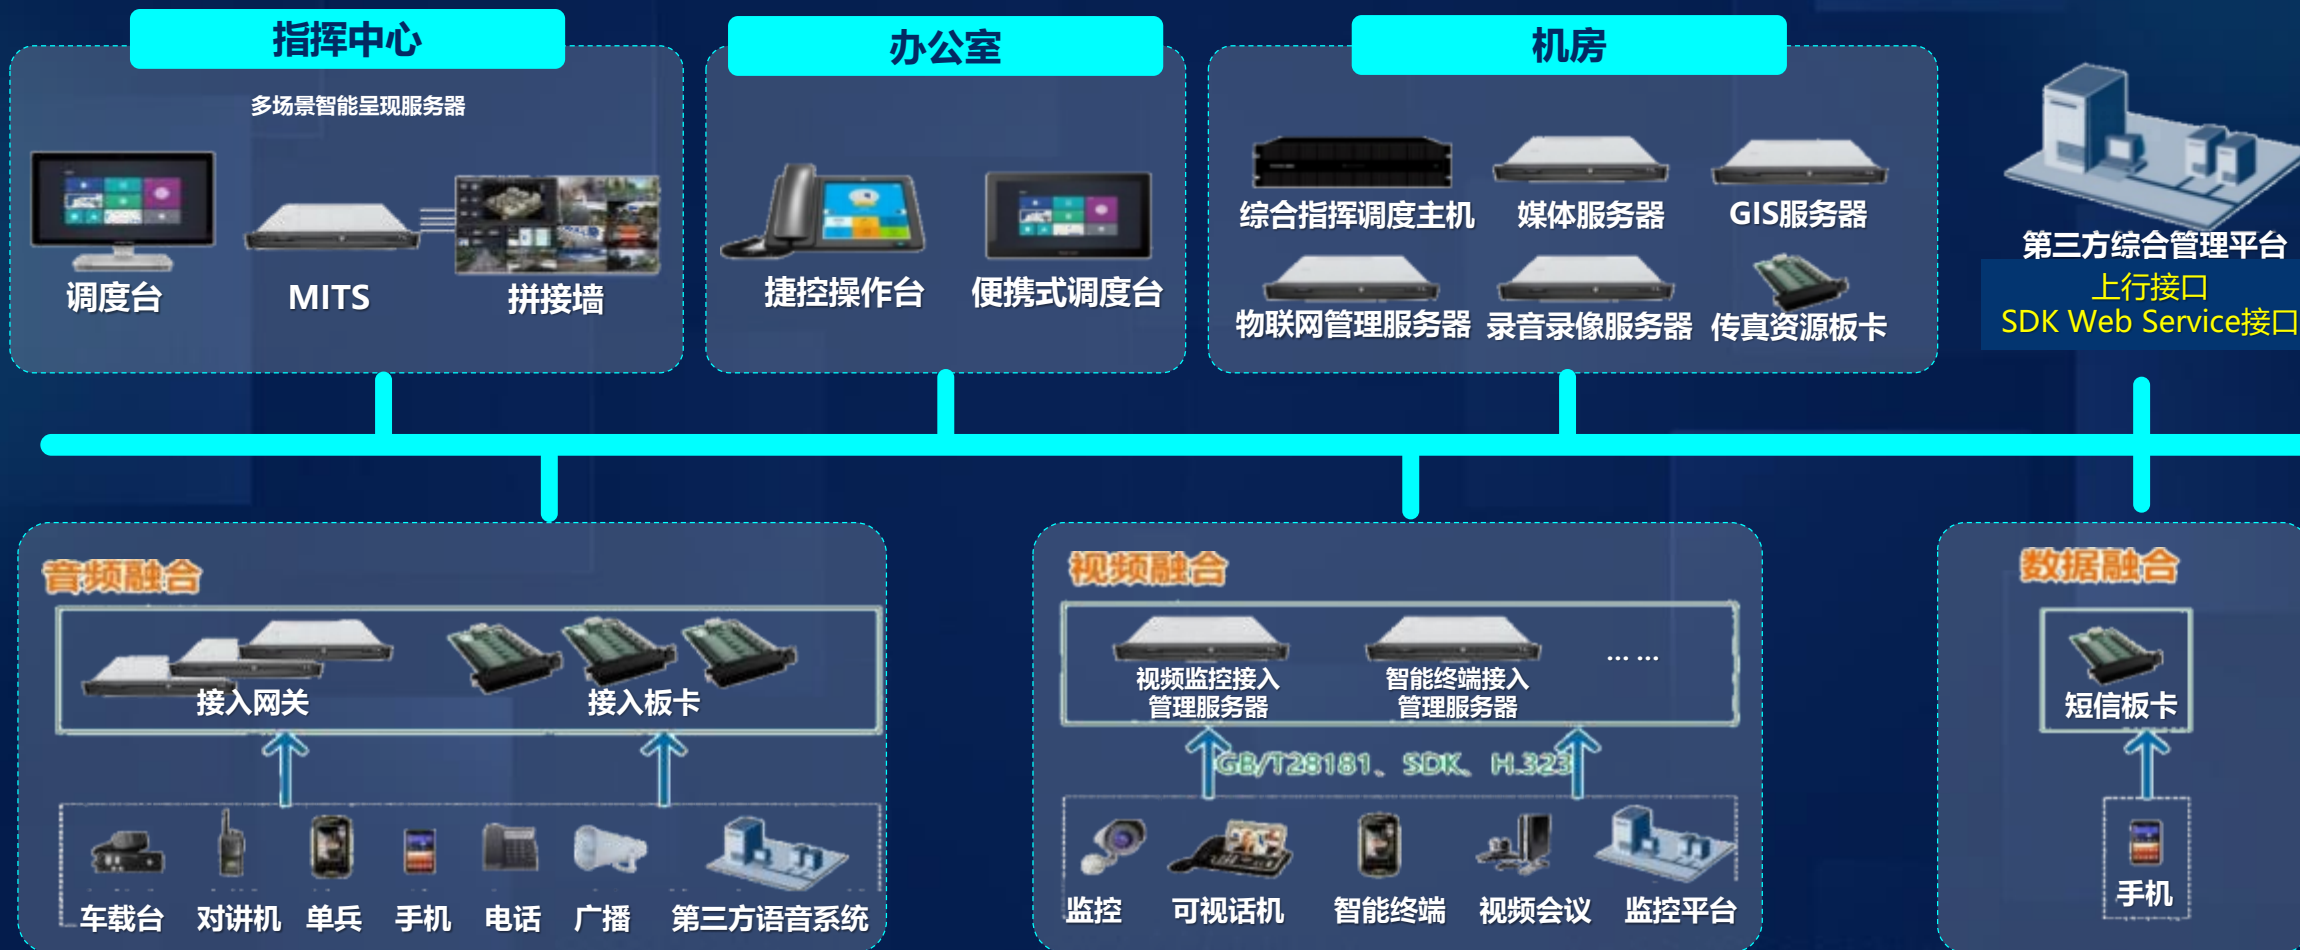 指挥中心
多场景智能呈现服务器
调度台
MITS
拼接墙
办公室
捷控操作台
便携式调度台
机房
综合指挥调度主机
媒体服务器
GIS服务器
物联网管理服务器
录音录像服务器
传真资源板卡
第三方综合管理平台
上行接口
SDK Web Service接口
音频融合
接入网关
接入板卡
车载台
对讲机
单兵
手机
电话
广播
第三方语音系统
视频融合
视频监控接入
管理服务器
智能终端接入
管理服务器
... ...
GB/T28181、SDK、H.323
监控
可视话机
智能终端
视频会议
监控平台
数据融合
短信板卡
手机